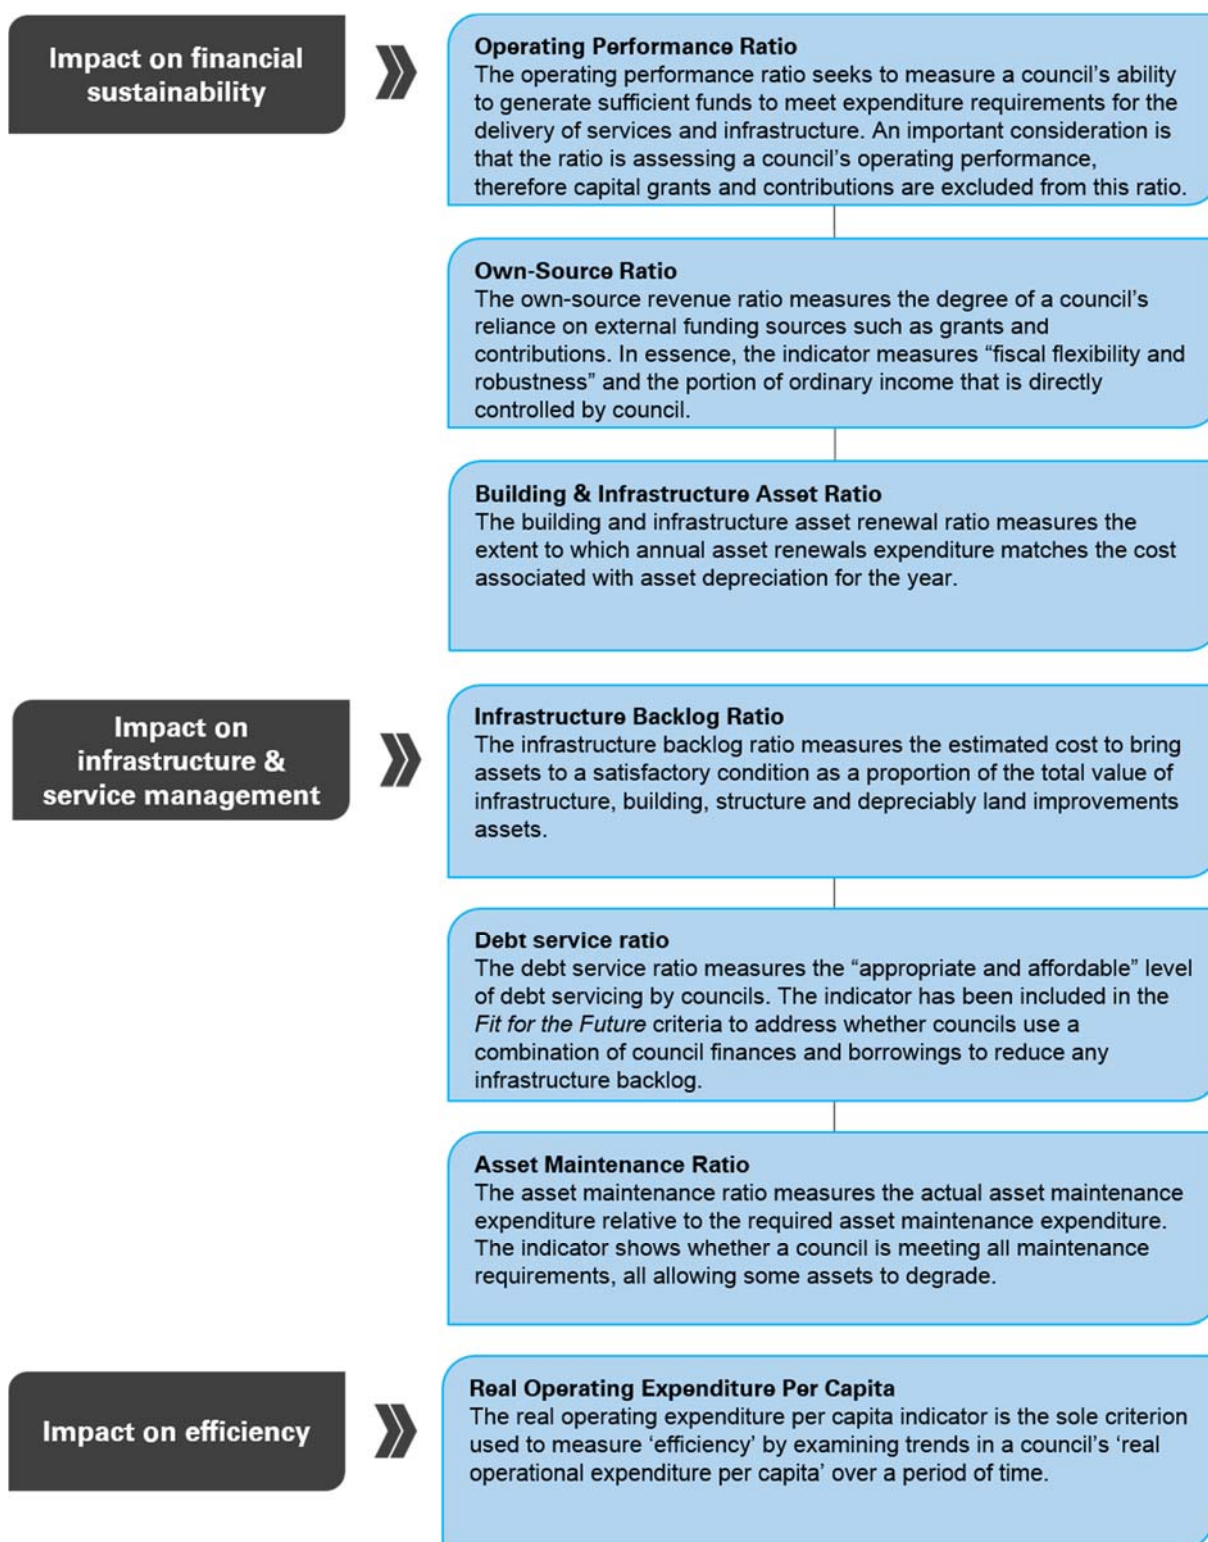 Impact on financial
sustainability
Operating Performance Ratio
The operating performance ratio seeks to measure a council’s ability
to generate sufficient funds to meet expenditure requirements for the
delivery of services and infrastructure. An important consideration is
that the ratio is assessing a council’s operating performance,
therefore capital grants and contributions are excluded from this ratio.
Own-Source Ratio
The own-source revenue ratio measures the degree of a council’s
reliance on external funding sources such as grants and
contributions. In essence, the indicator measures “fiscal flexibility and
robustness” and the portion of ordinary income that is directly
controlled by council.
Building & Infrastructure Asset Ratio
The building and infrastructure asset renewal ratio measures the
extent to which annual asset renewals expenditure matches the cost
associated with asset depreciation for the year.
Impact on
infrastructure &
service management
Infrastructure Backlog Ratio
The infrastructure backlog ratio measures the estimated cost to bring
assets to a satisfactory condition as a proportion of the total value of
infrastructure, building, structure and depreciably land improvements
assets.
Debt service ratio
The debt service ratio measures the “appropriate and affordable” level
of debt servicing by councils. The indicator has been included in the
Fit for the Future criteria to address whether councils use a
combination of council finances and borrowings to reduce any
infrastructure backlog.
Asset Maintenance Ratio
The asset maintenance ratio measures the actual asset maintenance
expenditure relative to the required asset maintenance expenditure.
The indicator shows whether a council is meeting all maintenance
requirements, all allowing some assets to degrade.
Impact on efficiency
Real Operating Expenditure Per Capita
The real operating expenditure per capita indicator is the sole criterion
used to measure ‘efficiency’ by examining trends in a council’s ‘real
operational expenditure per capita’ over a period of time.